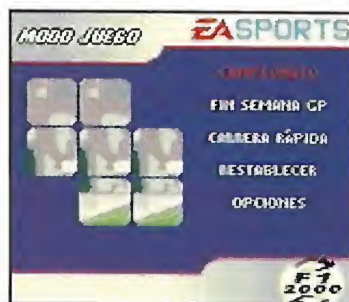 MODO JUEGO
EA SPORTS
CAMPEONATO
FIN SEMANA GP
CARRERA RÁPIDA
RESTABLECER
OPCIONES
F1
2000